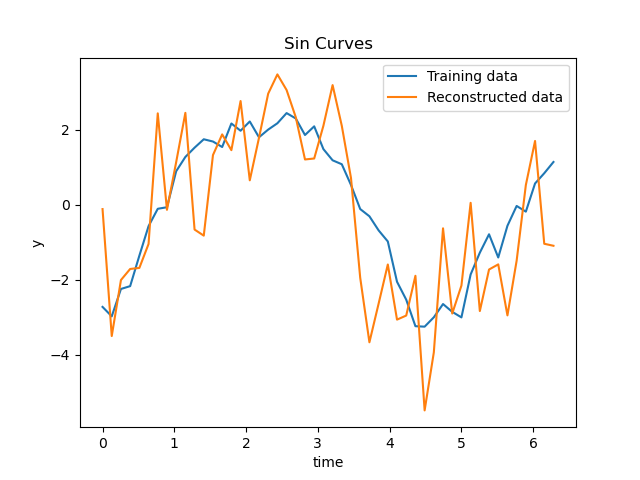 Sin Curves
Training data
Reconstructed data
2
0
−2
−4
y
0 1 2 3 4 5 6
time